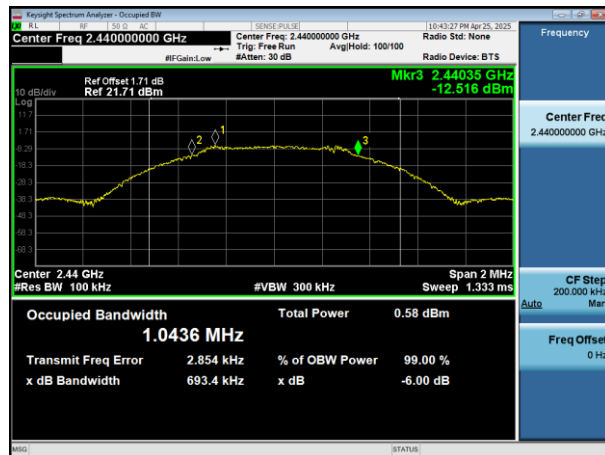 Keysight Spectrum Analyzer - Occupied BW
RL RF 50 Ω AC SENSE:PULSE 10:43:27 PM Apr 25, 2025
Center Freq 2.440000000 GHz
Center Freq: 2.440000000 GHz Radio Std: None
Trig: Free Run Avg|Hold: 100/100
#IFGain:Low #Atten: 30 dB Radio Device: BTS
Frequency
Ref Offset 1.71 dB Mkr3 2.44035 GHz
10 dB/div Ref 21.71 dBm -12.516 dBm
Log
11.7
1.71
-8.29
-18.3
-28.3
-38.3
-48.3
-58.3
-68.3
2
1
3
Center 2.44 GHz Span 2 MHz
#Res BW 100 kHz #VBW 300 kHz Sweep 1.333 ms
Occupied Bandwidth Total Power 0.58 dBm
1.0436 MHz
Transmit Freq Error 2.854 kHz % of OBW Power 99.00 %
x dB Bandwidth 693.4 kHz x dB -6.00 dB
Center Freq
2.440000000 GHz
CF Step
200.000 kHz
Auto Man
Freq Offset
0 Hz
MSG STATUS